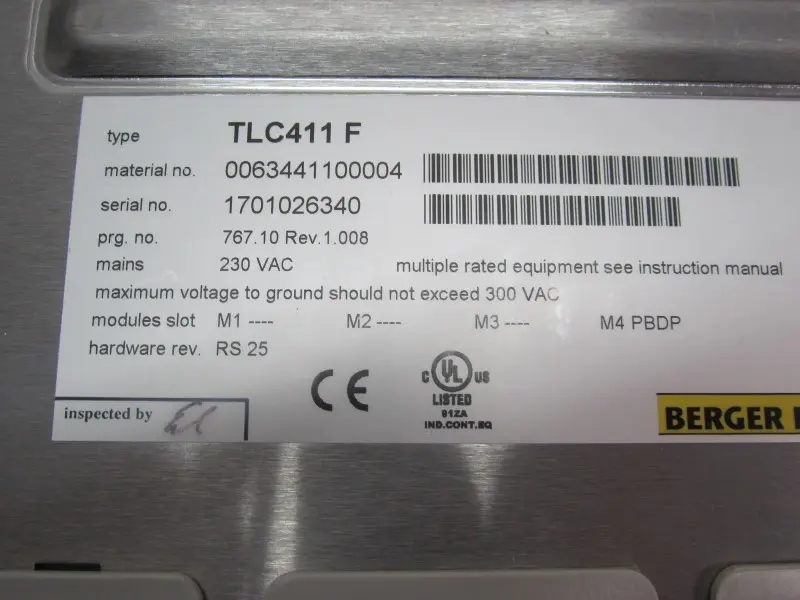 type TLC411 F
material no. 0063441100004
serial no. 1701026340
prg. no. 767.10 Rev.1.008
mains 230 VAC multiple rated equipment see instruction manual
maximum voltage to ground should not exceed 300 VAC
modules slot M1 ---- M2 ---- M3 ---- M4 PBDP
hardware rev. RS 25
CE
C UL US
LISTED
91ZA
IND.CONT.EQ
inspected by
BERGER